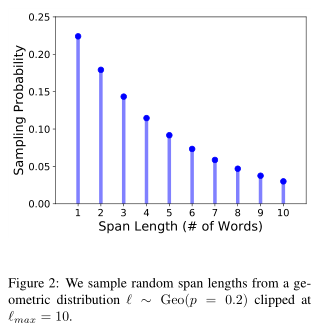 0.25
0.20
0.15
0.10
0.05
0.00
Sampling Probability
1 2 3 4 5 6 7 8 9 10
Span Length (# of Words)
Figure 2: We sample random span lengths from a ge-
ometric distribution ℓ ∼ Geo(p = 0.2) clipped at
ℓmax = 10.